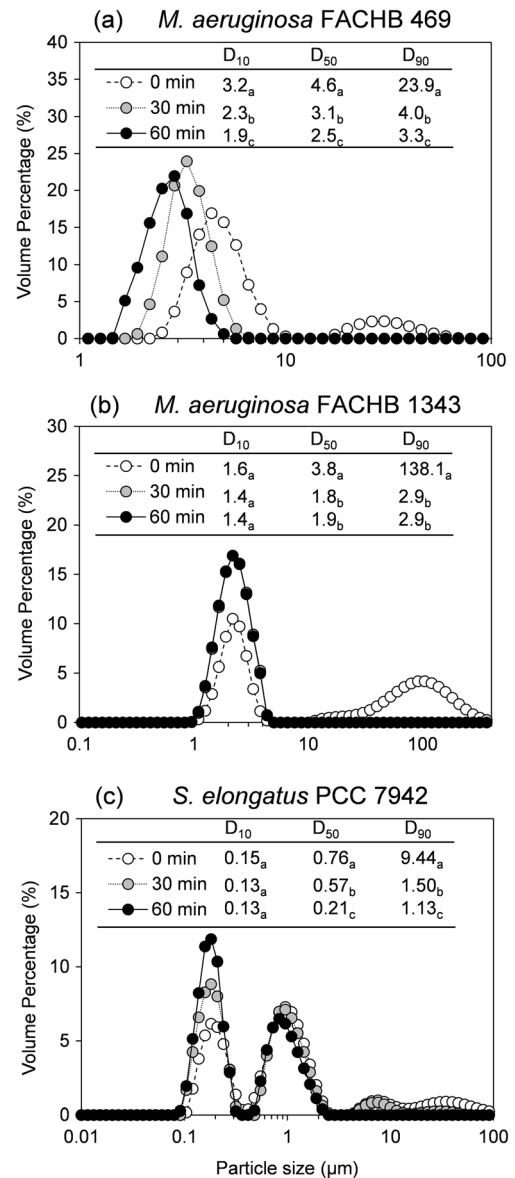 (a) M. aeruginosa FACHB 469
D10 D50 D90
0 min 3.2a 4.6a 23.9a
30 min 2.3b 3.1b 4.0b
60 min 1.9c 2.5c 3.3c
Volume Percentage (%)
40
35
30
25
20
15
10
5
0
1 10 100
(b) M. aeruginosa FACHB 1343
D10 D50 D90
0 min 1.6a 3.8a 138.1a
30 min 1.4a 1.8b 2.9b
60 min 1.4a 1.9b 2.9b
Volume Percentage (%)
30
25
20
15
10
5
0
0.1 1 10 100
(c) S. elongatus PCC 7942
D10 D50 D90
0 min 0.15a 0.76a 9.44a
30 min 0.13a 0.57b 1.50b
60 min 0.13a 0.21c 1.13c
Volume Percentage (%)
20
15
10
5
0
0.01 0.1 1 10 100
Particle size (µm)